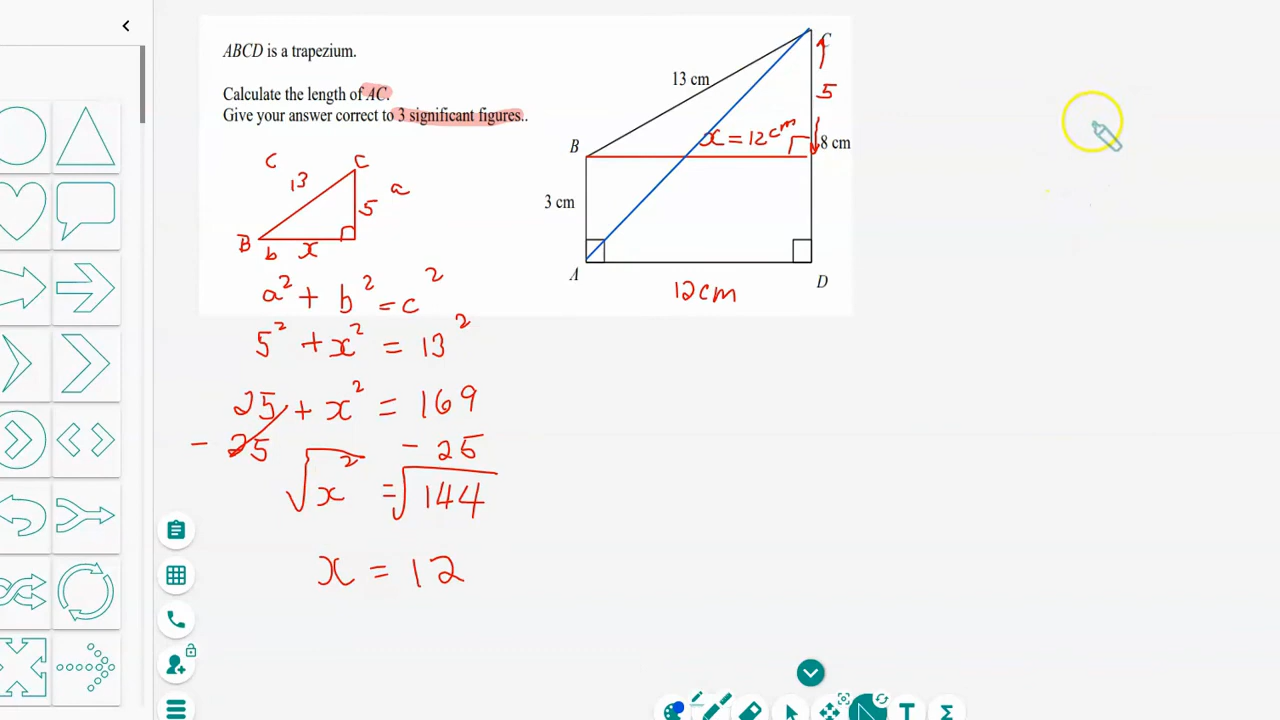 ABCD is a trapezium.
Calculate the length of AC.
Give your answer correct to 3 significant figures..
C
13
C
a
5
B
b
x
a² + b² = c²
5² + x² = 13²
25 + x² = 169
- 25 - 25
√x² = √144
x = 12
C
13 cm
5
x = 12cm
8 cm
B
3 cm
A
D
12cm
T
Σ